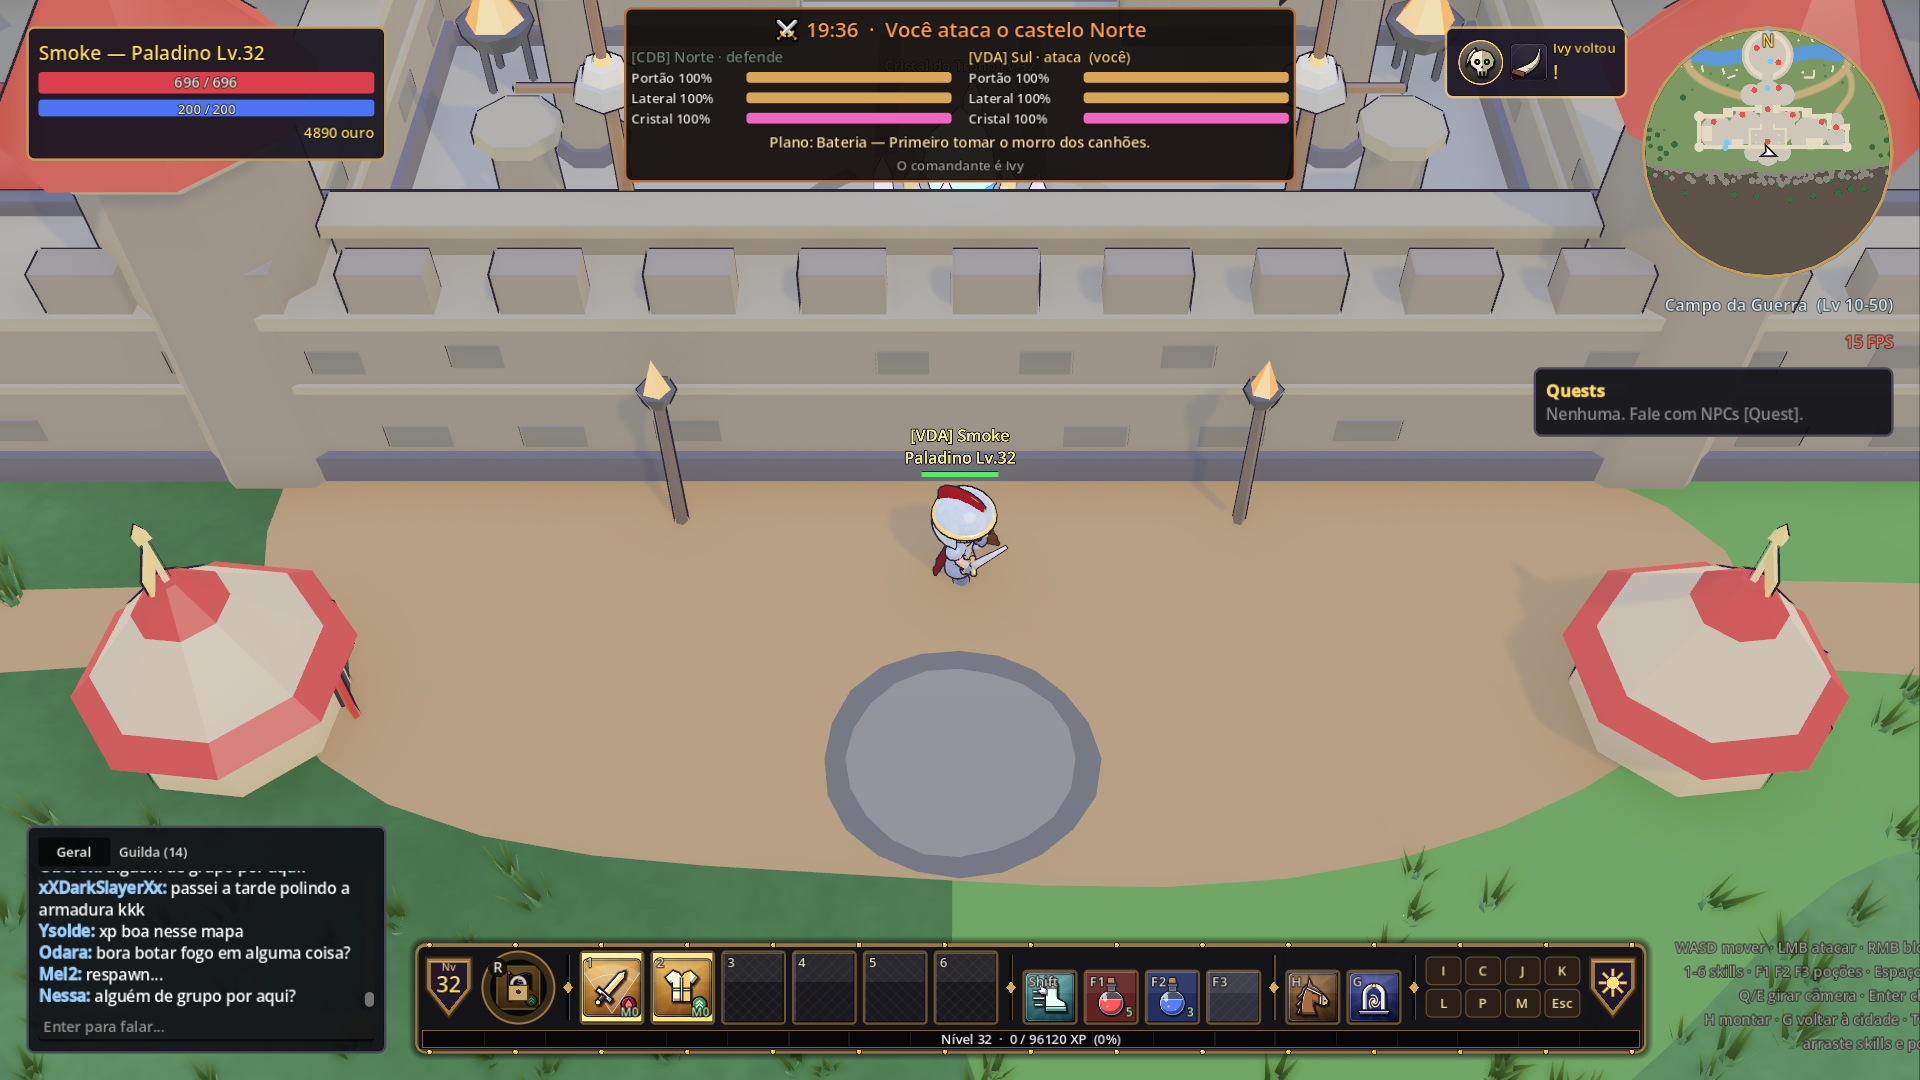 Smoke — Paladino Lv.32
696 / 696
200 / 200
4890 ouro
19:36 · Você ataca o castelo Norte
[CDB] Norte · defende
[VDA] Sul · ataca (você)
Portão 100%
Portão 100%
Lateral 100%
Lateral 100%
Cristal 100%
Cristal 100%
Plano: Bateria — Primeiro tomar o morro dos canhões.
O comandante é Ivy
Ivy voltou
!
N
Campo da Guerra (Lv 10-50)
15 FPS
Quests
Nenhuma. Fale com NPCs [Quest].
[VDA] Smoke
Paladino Lv.32
Geral
Guilda (14)
xXDarkSlayerXx: passei a tarde polindo a
armadura kkk
Ysolde: xp boa nesse mapa
Odara: bora botar fogo em alguma coisa?
Mel2: respawn...
Nessa: alguém de grupo por aqui?
Enter para falar...
Nv
32
R
1
M0
2
M0
3
4
5
6
Shift
F1
5
F2
3
F3
H
G
I
C
J
K
L
P
M
Esc
Nível 32 · 0 / 96120 XP (0%)
WASD mover · LMB atacar · RMB blo
1-6 skills · F1 F2 F3 poções · Espaço
Q/E girar câmera · Enter c
H montar · G voltar à cidade · T
arraste skills e po